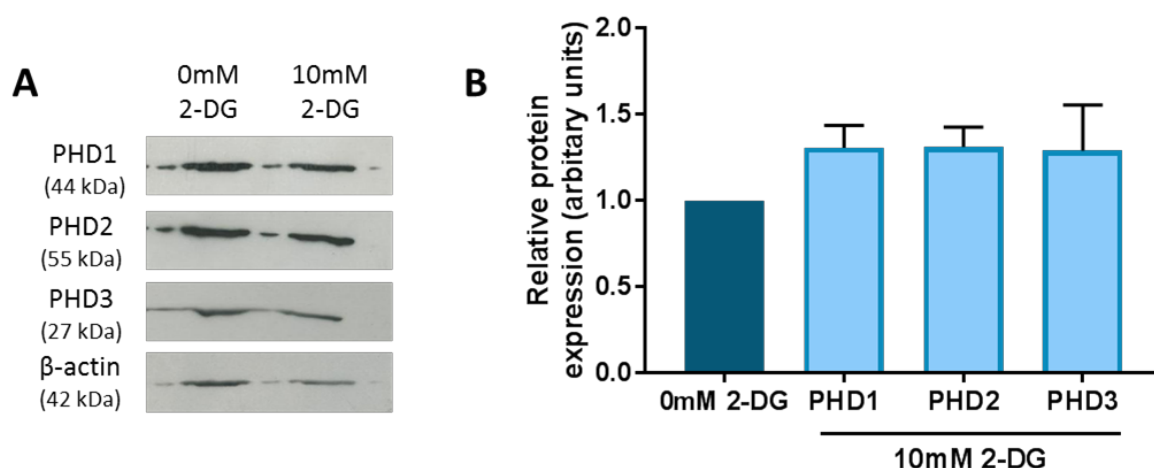 A
0mM
2-DG
10mM
2-DG
PHD1
(44 kDa)
PHD2
(55 kDa)
PHD3
(27 kDa)
β-actin
(42 kDa)
B
Relative protein
expression (arbitary units)
2.0
1.5
1.0
0.5
0.0
0mM 2-DG PHD1 PHD2 PHD3
10mM 2-DG